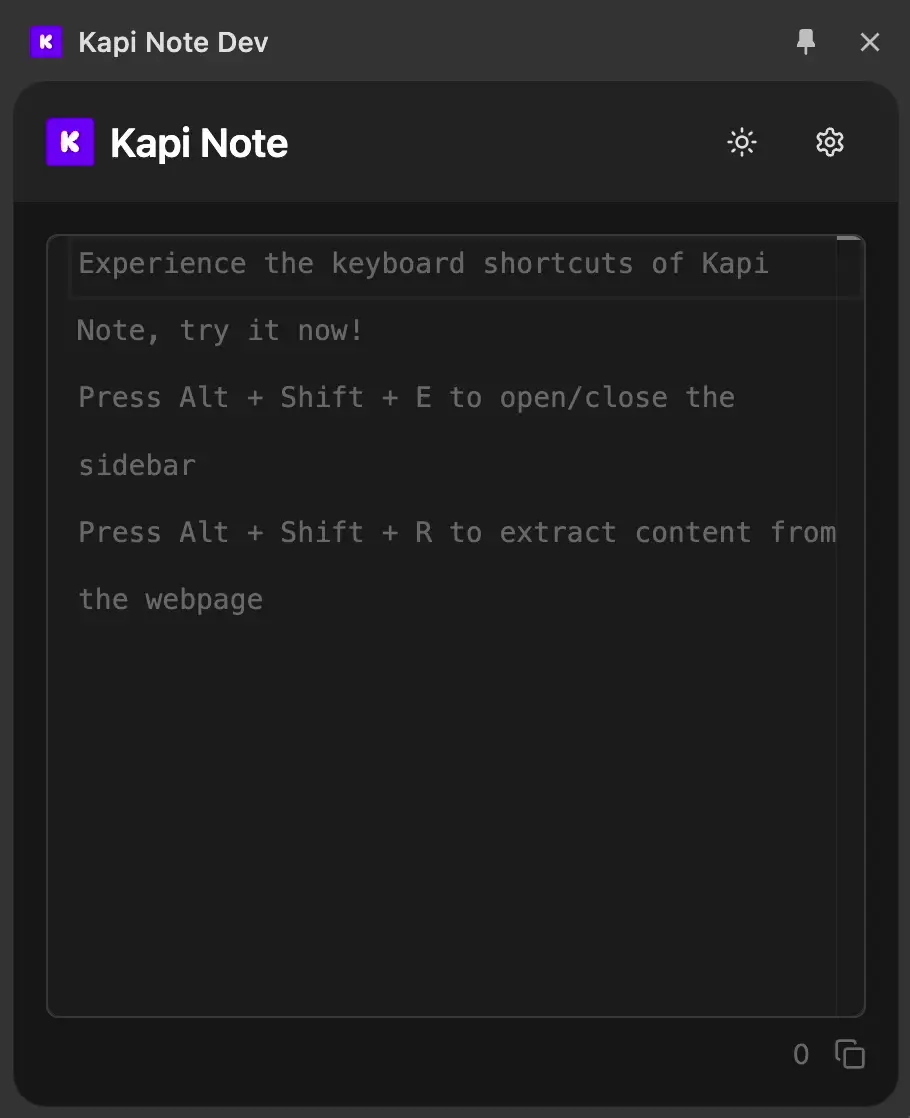 K Kapi Note Dev
K Kapi Note
Experience the keyboard shortcuts of Kapi
Note, try it now!
Press Alt + Shift + E to open/close the
sidebar
Press Alt + Shift + R to extract content from
the webpage
0